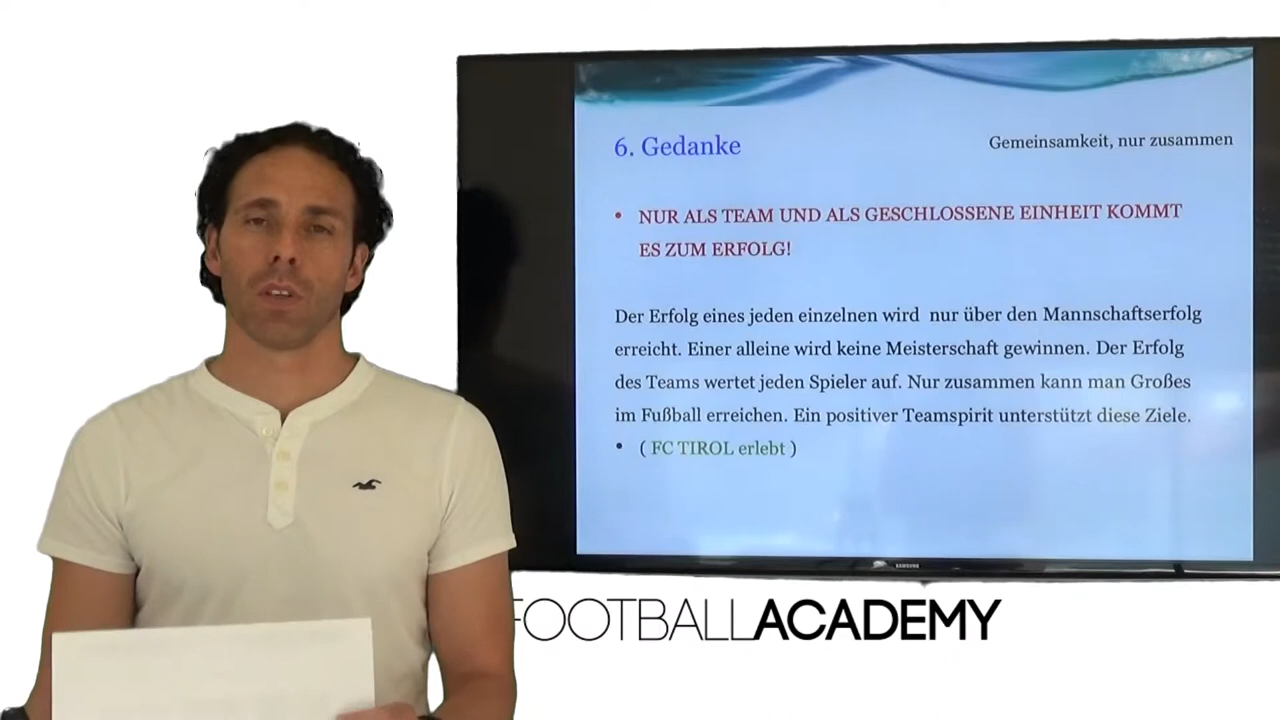 6. Gedanke
Gemeinsamkeit, nur zusammen
• NUR ALS TEAM UND ALS GESCHLOSSENE EINHEIT KOMMT
ES ZUM ERFOLG!
Der Erfolg eines jeden einzelnen wird nur über den Mannschaftserfolg
erreicht. Einer alleine wird keine Meisterschaft gewinnen. Der Erfolg
des Teams wertet jeden Spieler auf. Nur zusammen kann man Großes
im Fußball erreichen. Ein positiver Teamspirit unterstützt diese Ziele.
• ( FC TIROL erlebt )
SAMSUNG
FOOTBALLACADEMY